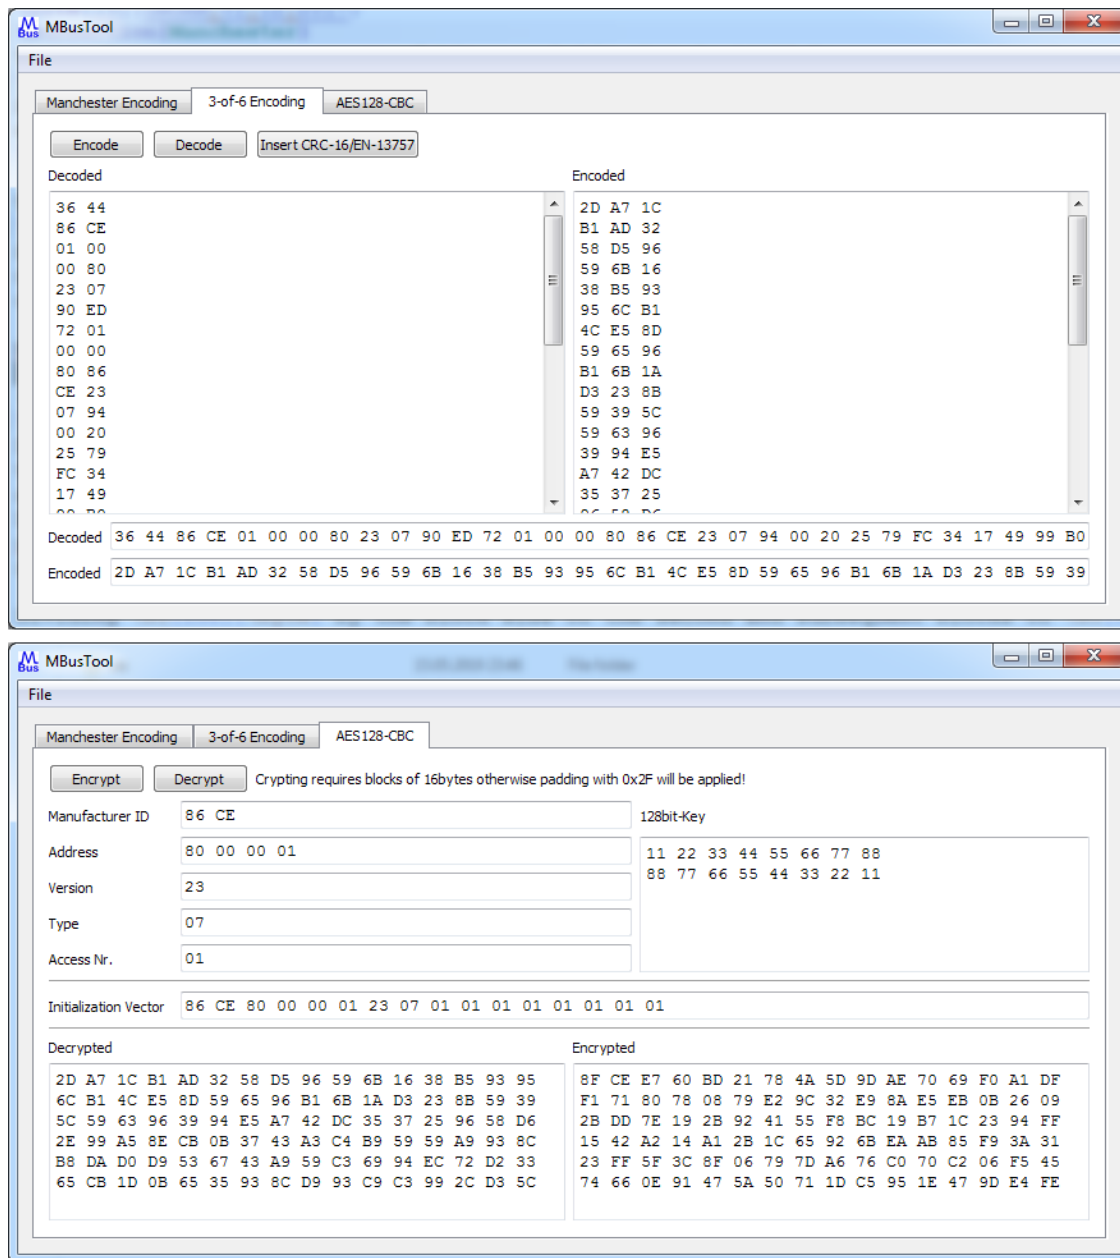 MBus MBusTool
File
Manchester Encoding 3-of-6 Encoding AES128-CBC
Encode Decode Insert CRC-16/EN-13757
Decoded Encoded
36 44 2D A7 1C
86 CE B1 AD 32
01 00 58 D5 96
00 80 59 6B 16
23 07 38 B5 93
90 ED 95 6C B1
72 01 4C E5 8D
00 00 59 65 96
80 86 B1 6B 1A
CE 23 D3 23 8B
07 94 59 39 5C
00 20 59 63 96
25 79 39 94 E5
FC 34 A7 42 DC
17 49 35 37 25
Decoded 36 44 86 CE 01 00 00 80 23 07 90 ED 72 01 00 00 80 86 CE 23 07 94 00 20 25 79 FC 34 17 49 99 B0
Encoded 2D A7 1C B1 AD 32 58 D5 96 59 6B 16 38 B5 93 95 6C B1 4C E5 8D 59 65 96 B1 6B 1A D3 23 8B 59 39
MBus MBusTool
File
Manchester Encoding 3-of-6 Encoding AES128-CBC
Encrypt Decrypt Crypting requires blocks of 16bytes otherwise padding with 0x2F will be applied!
Manufacturer ID 86 CE 128bit-Key
Address 80 00 00 01 11 22 33 44 55 66 77 88
88 77 66 55 44 33 22 11
Version 23
Type 07
Access Nr. 01
Initialization Vector 86 CE 80 00 00 01 23 07 01 01 01 01 01 01 01 01
Decrypted Encrypted
2D A7 1C B1 AD 32 58 D5 96 59 6B 16 38 B5 93 95 8F CE E7 60 BD 21 78 4A 5D 9D AE 70 69 F0 A1 DF
6C B1 4C E5 8D 59 65 96 B1 6B 1A D3 23 8B 59 39 F1 71 80 78 08 79 E2 9C 32 E9 8A E5 EB 0B 26 09
5C 59 63 96 39 94 E5 A7 42 DC 35 37 25 96 58 D6 2B DD 7E 19 2B 92 41 55 F8 BC 19 B7 1C 23 94 FF
2E 99 A5 8E CB 0B 37 43 A3 C4 B9 59 59 A9 93 8C 15 42 A2 14 A1 2B 1C 65 92 6B EA AB 85 F9 3A 31
B8 DA D0 D9 53 67 43 A9 59 C3 69 94 EC 72 D2 33 23 FF 5F 3C 8F 06 79 7D A6 76 C0 70 C2 06 F5 45
65 CB 1D 0B 65 35 93 8C D9 93 C9 C3 99 2C D3 5C 74 66 0E 91 47 5A 50 71 1D C5 95 1E 47 9D E4 FE